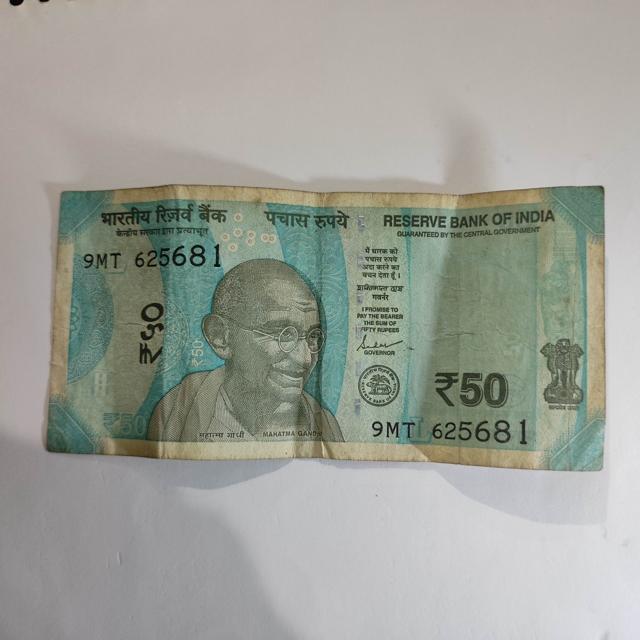 भारतीय रिज़र्व बैंक
केन्द्रीय सरकार द्वारा प्रत्याभूत
पचास रुपये
RESERVE BANK OF INDIA
GUARANTEED BY THE CENTRAL GOVERNMENT
9MT 625681
मैं धारक को
पचास रुपये
अदा करने का
वचन देता हूँ ।
गवर्नर
I PROMISE TO
PAY THE BEARER
THE SUM OF
FIFTY RUPEES
GOVERNOR
₹५०
₹50
₹50
₹50
महात्मा गांधी
MAHATMA GANDHI
9MT 625681
सत्यमेव जयते